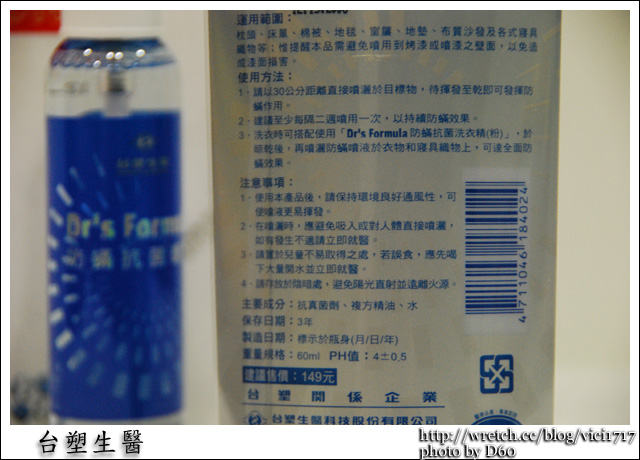 運用範圍：
枕頭、床單、棉被、地毯、窗簾、地墊、布質沙發及各式寢具
織物等；惟提醒本品需避免噴用到烤漆或噴漆之壁面，以免造
成漆面損害。
使用方法：
1、請以30公分距離直接噴灑於目標物，待揮發至乾即可發揮防
蟎作用。
2、建議至少每隔二週噴用一次，以持續防蟎效果。
3、洗衣時可搭配使用「Dr's Formula 防蟎抗菌洗衣精(粉)」，於
晾乾後，再噴灑防蟎噴液於衣物和寢具織物上，可達全面防
蟎效果。
注意事項：
1、使用本產品後，請保持環境良好通風性，可
使噴液更易揮發。
2、在噴灑時，應避免吸入或對人體直接噴灑，
如有發生不適請立即就醫。
3、請置於兒童不易取得之處，若誤食，應先喝
下大量開水並立即就醫。
4、請存放於陰暗處，避免陽光直射並遠離火源。
主要成分：抗真菌劑、複方精油、水
保存日期：3年
製造日期：標示於瓶身(月/日/年)
重量規格：60ml PH值：4±0.5
建議售價：149元
台塑關係企業
台塑生醫科技股份有限公司
4 711046 184024
台塑生醫
Dr's Formu
防蟎抗菌
台塑生醫
http://wretch.cc/blog/vici1717
photo by D60